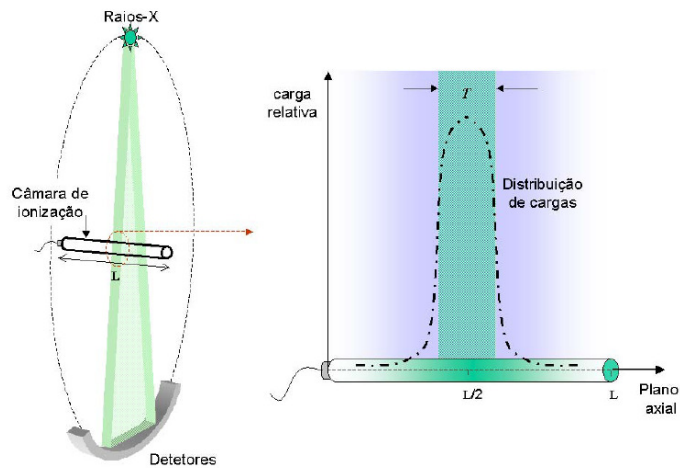 Raios-X
Câmara de
ionização
L
Detetores
carga
relativa
T
Distribuição
de cargas
L/2
L
Plano
axial